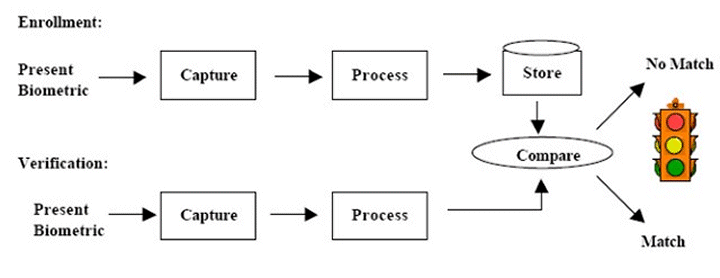 Enrollment:
Present
Biometric
Capture
Process
Store
No Match
Compare
Verification:
Present
Biometric
Capture
Process
Match